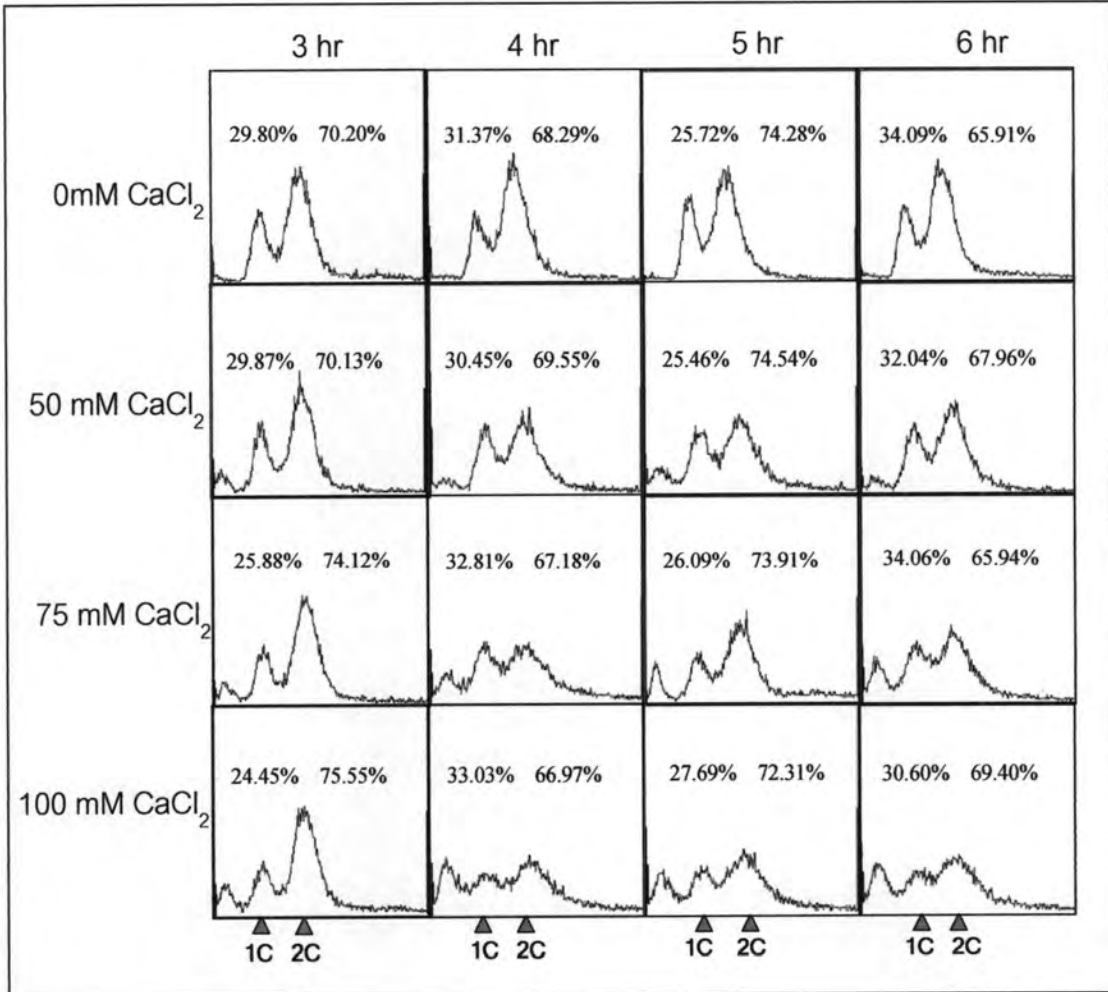 3 hr 4 hr 5 hr 6 hr
0mM CaCl₂
29.80% 70.20% 31.37% 68.29% 25.72% 74.28% 34.09% 65.91%
50 mM CaCl₂
29.87% 70.13% 30.45% 69.55% 25.46% 74.54% 32.04% 67.96%
75 mM CaCl₂
25.88% 74.12% 32.81% 67.18% 26.09% 73.91% 34.06% 65.94%
100 mM CaCl₂
24.45% 75.55% 33.03% 66.97% 27.69% 72.31% 30.60% 69.40%
1C 2C 1C 2C 1C 2C 1C 2C